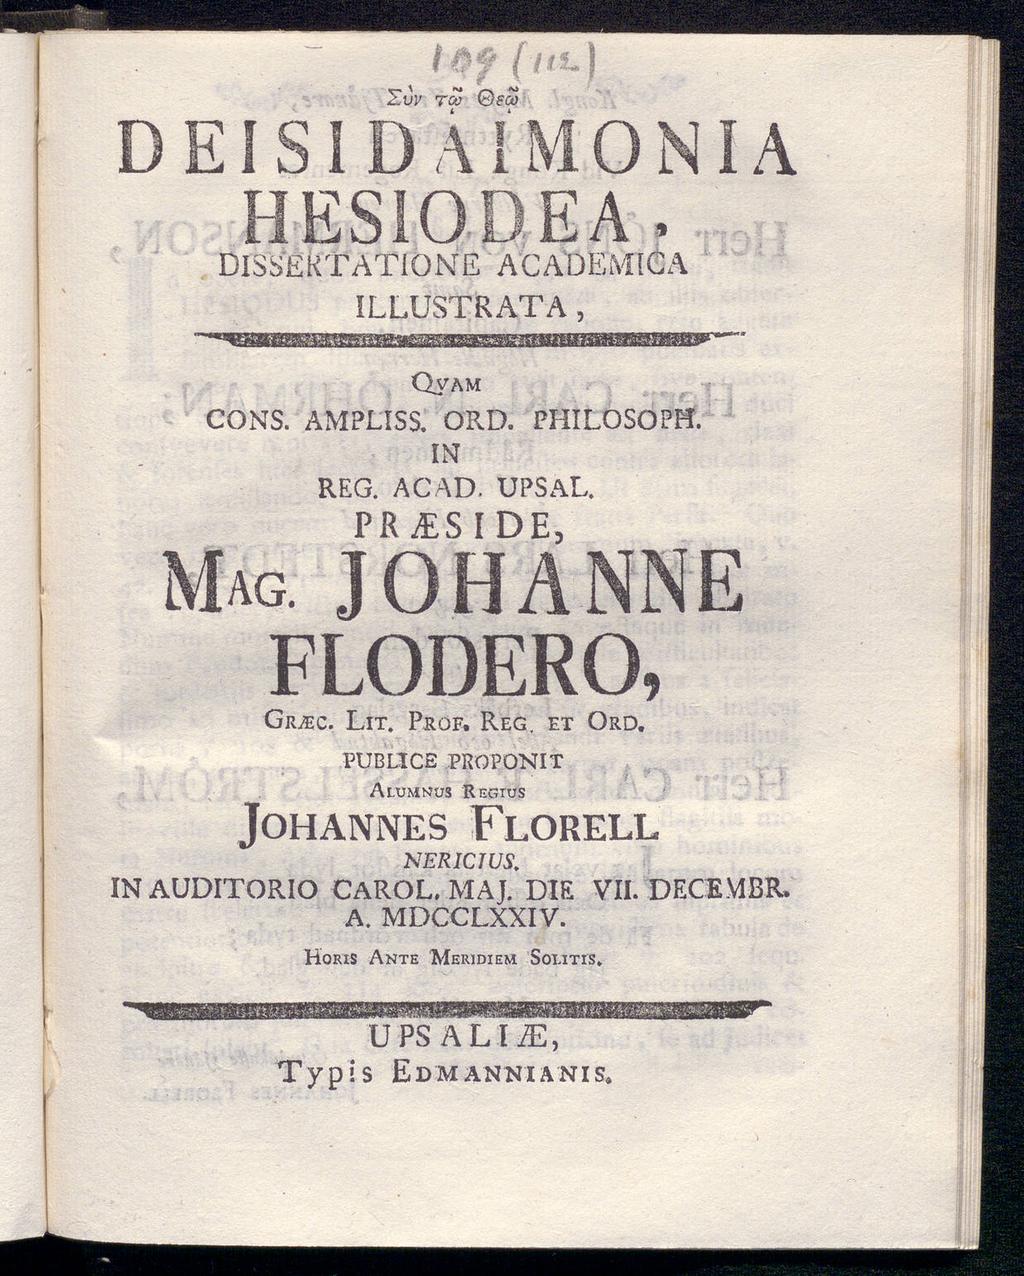 109 (112)
Σὺν τῷ Θεῷ
DEISIDAIMONIA
HESIODEA,
DISSERTATIONE ACADEMICA
ILLUSTRATA,
QVAM
CONS. AMPLISS. ORD. PHILOSOPH.
IN
REG. ACAD. UPSAL.
PRÆSIDE,
MAG. JOHANNE
FLODERO,
GRÆC. LIT. PROF. REG. ET ORD.
PUBLICE PROPONIT
ALUMNUS REGIUS
JOHANNES FLORELL
NERICIUS.
IN AUDITORIO CAROL. MAJ. DIE VII. DECEMBR.
A. MDCCLXXIV.
HORIS ANTE MERIDIEM SOLITIS.
UPSALIÆ,
Typis EDMANNIANIS.